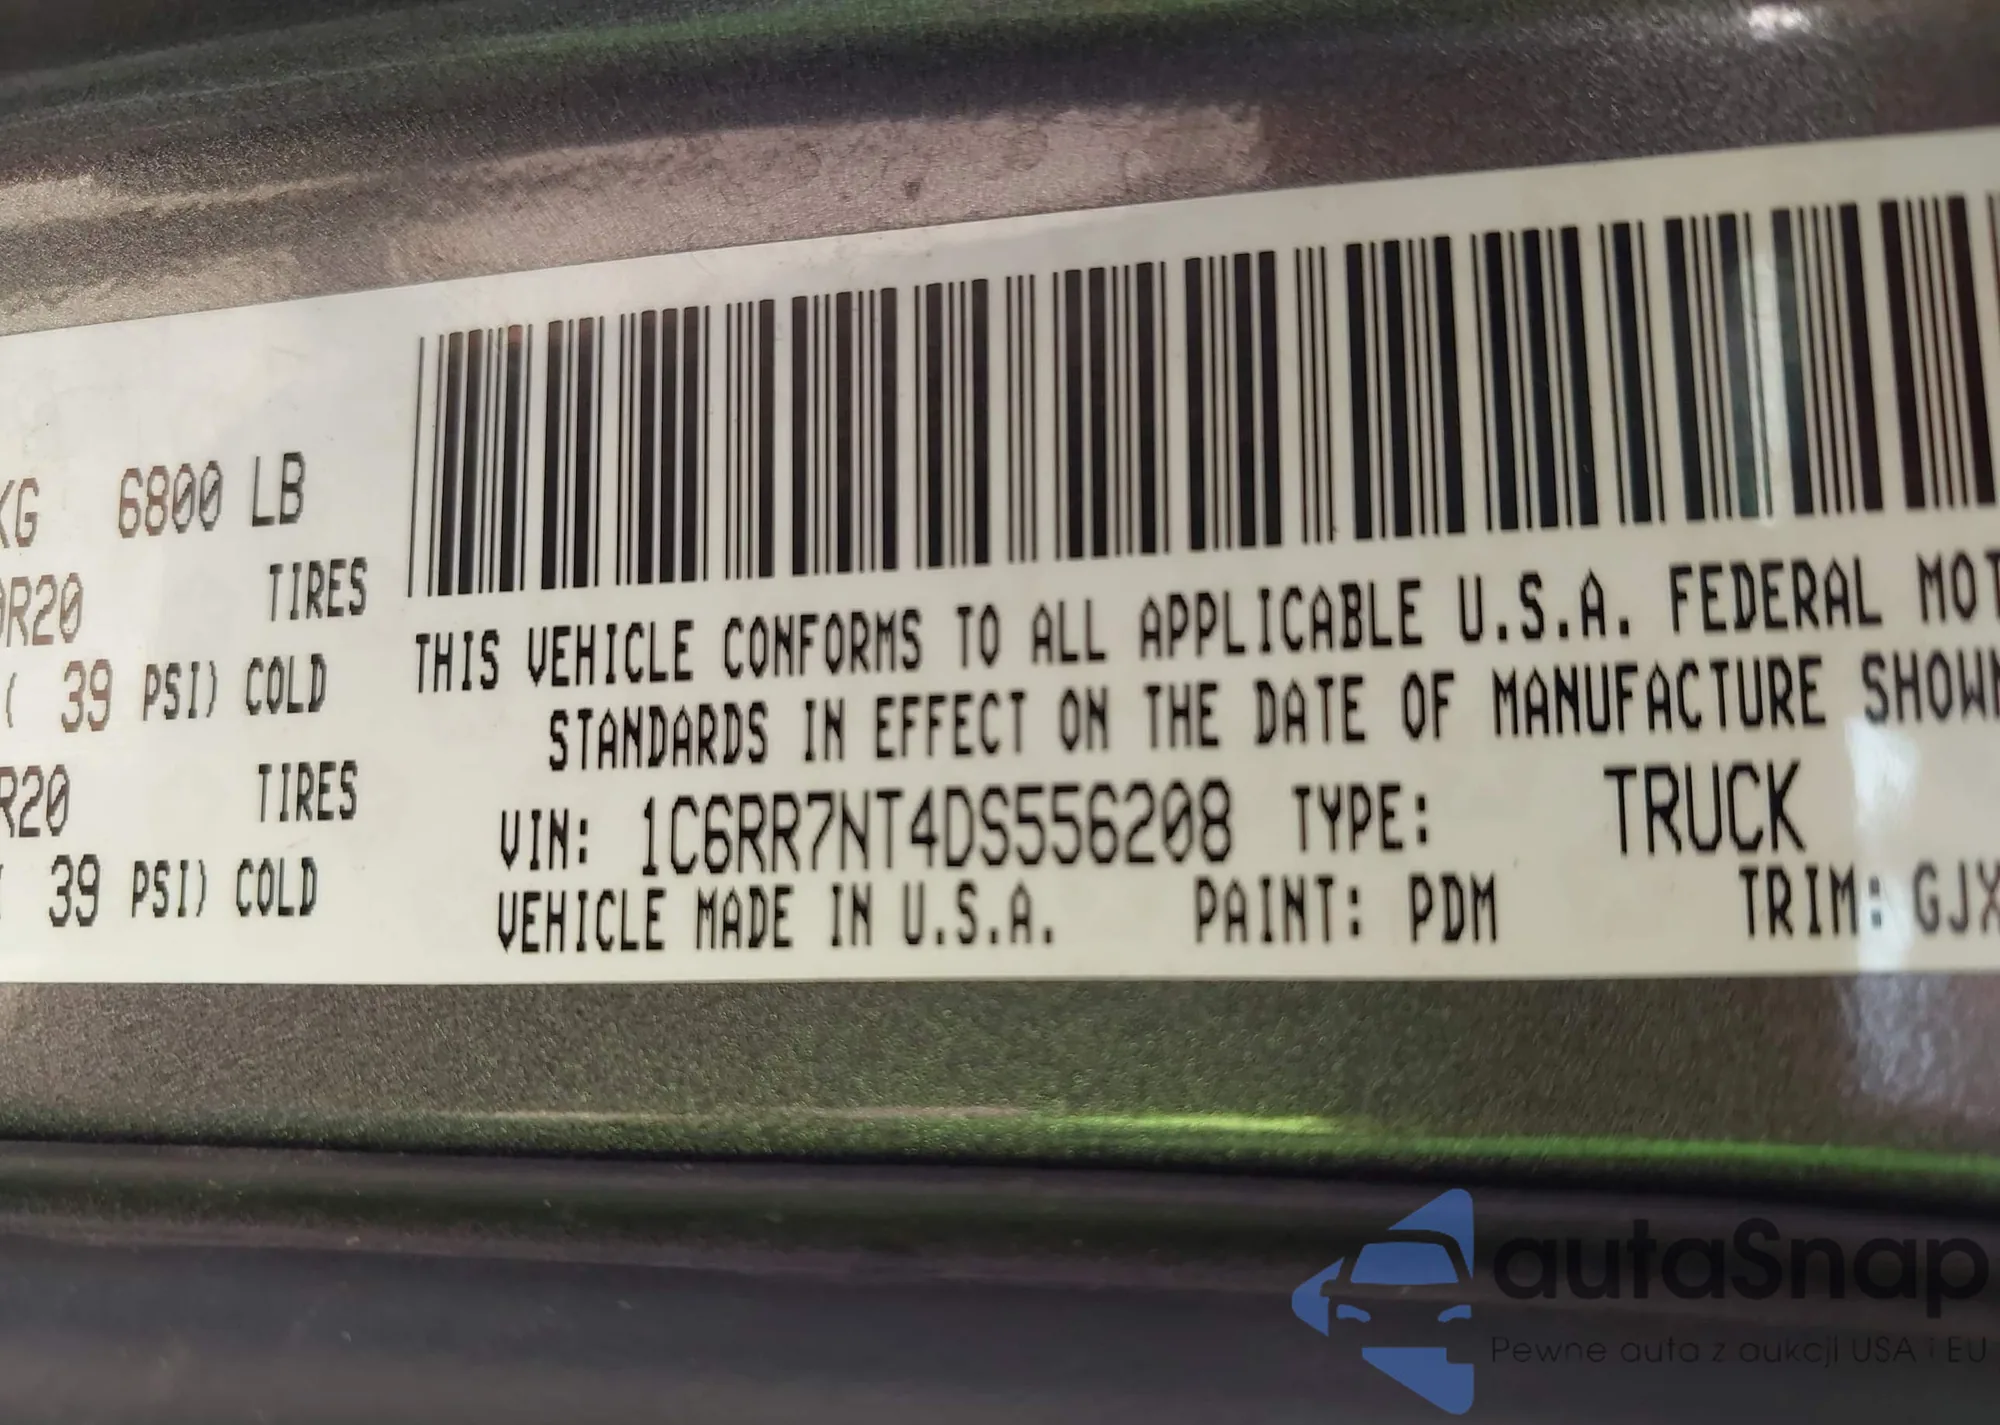 KG 6800 LB
0R20 TIRES
( 39 PSI) COLD
R20 TIRES
39 PSI) COLD
THIS VEHICLE CONFORMS TO ALL APPLICABLE U.S.A. FEDERAL MOT
STANDARDS IN EFFECT ON THE DATE OF MANUFACTURE SHOWN
VIN: 1C6RR7NT4DS556208 TYPE: TRUCK
VEHICLE MADE IN U.S.A. PAINT: PDM TRIM: GJX
autaSnap
Pewne auta z aukcji USA i EU